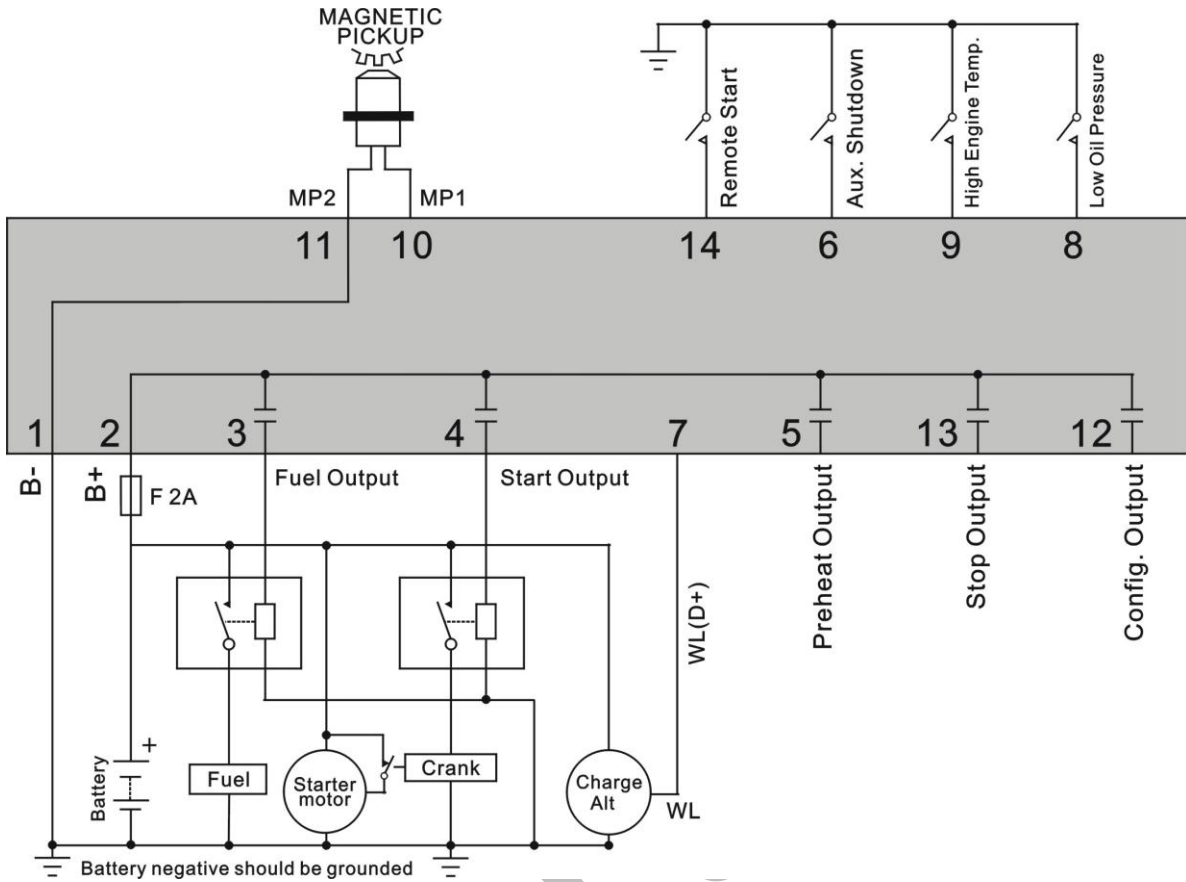 MAGNETIC
PICKUP
MP2
MP1
Remote Start
Aux. Shutdown
High Engine Temp.
Low Oil Pressure
11
10
14
6
9
8
1
2
3
4
7
5
13
12
B-
B+
F 2A
Fuel Output
Start Output
WL(D+)
Preheat Output
Stop Output
Config. Output
Battery
+
Fuel
Starter
motor
Crank
Charge
Alt
WL
Battery negative should be grounded